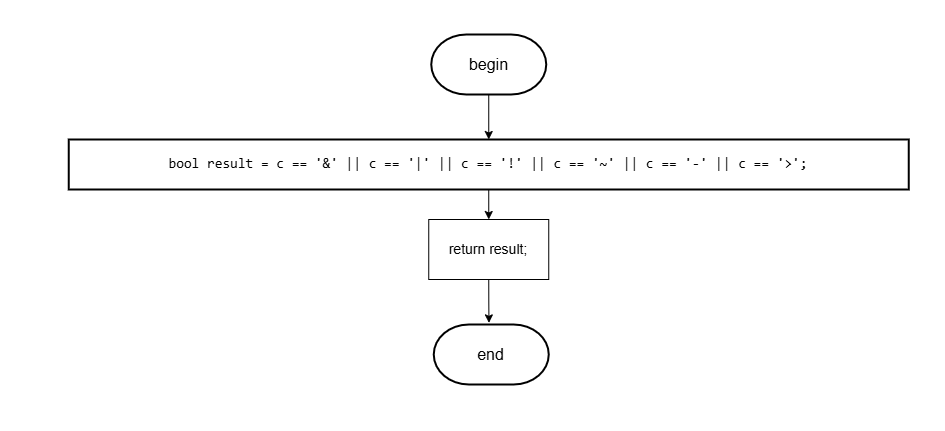 begin
bool result = c == '&' || c == '|' || c == '!' || c == '~' || c == '-' || c == '>';
return result;
end